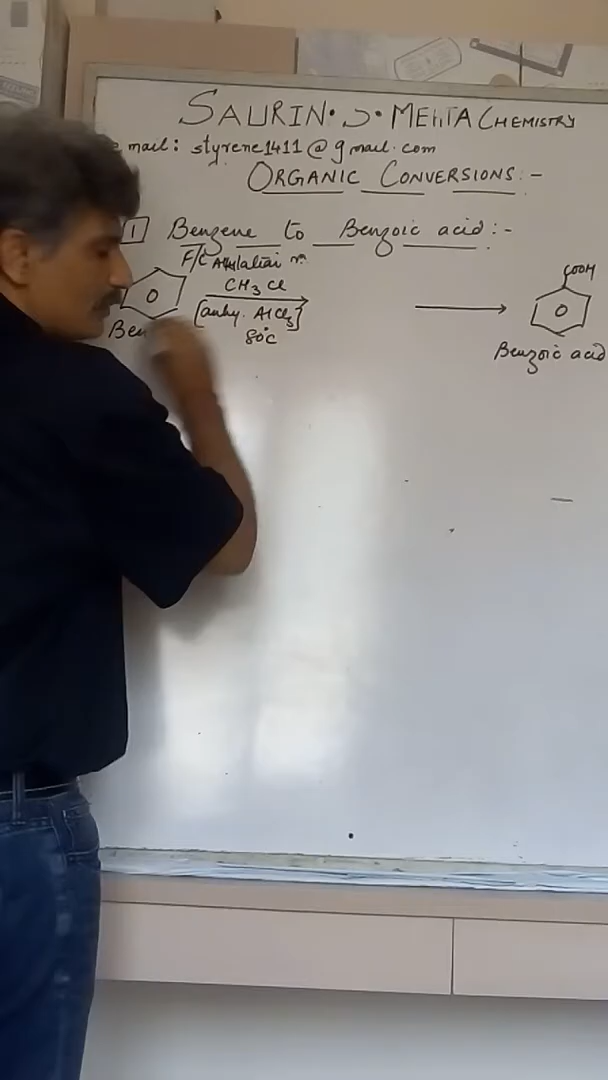 SAURIN.S.MEHTA CHEMISTRY
mail: styrene1411@gmail.com
ORGANIC CONVERSIONS:-
1 Benzene to Benzoic acid:-
F/C
CH3Cl
[anhy. AlCl3]
80°C
Ben
COOH
Benzoic acid